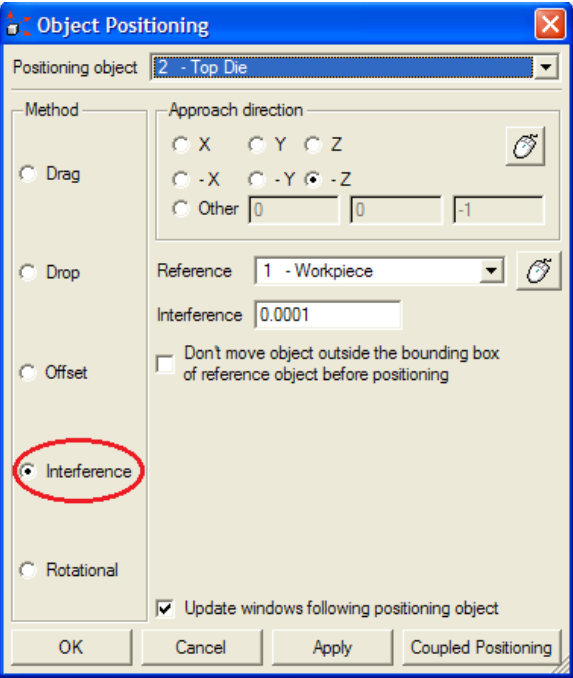 Object Positioning
Positioning object 2 - Top Die
Method
Drag
Drop
Offset
Interference
Rotational
Approach direction
X Y Z
-X -Y -Z
Other 0 0 -1
Reference 1 - Workpiece
Interference 0.0001
Don't move object outside the bounding box
of reference object before positioning
Update windows following positioning object
OK Cancel Apply Coupled Positioning